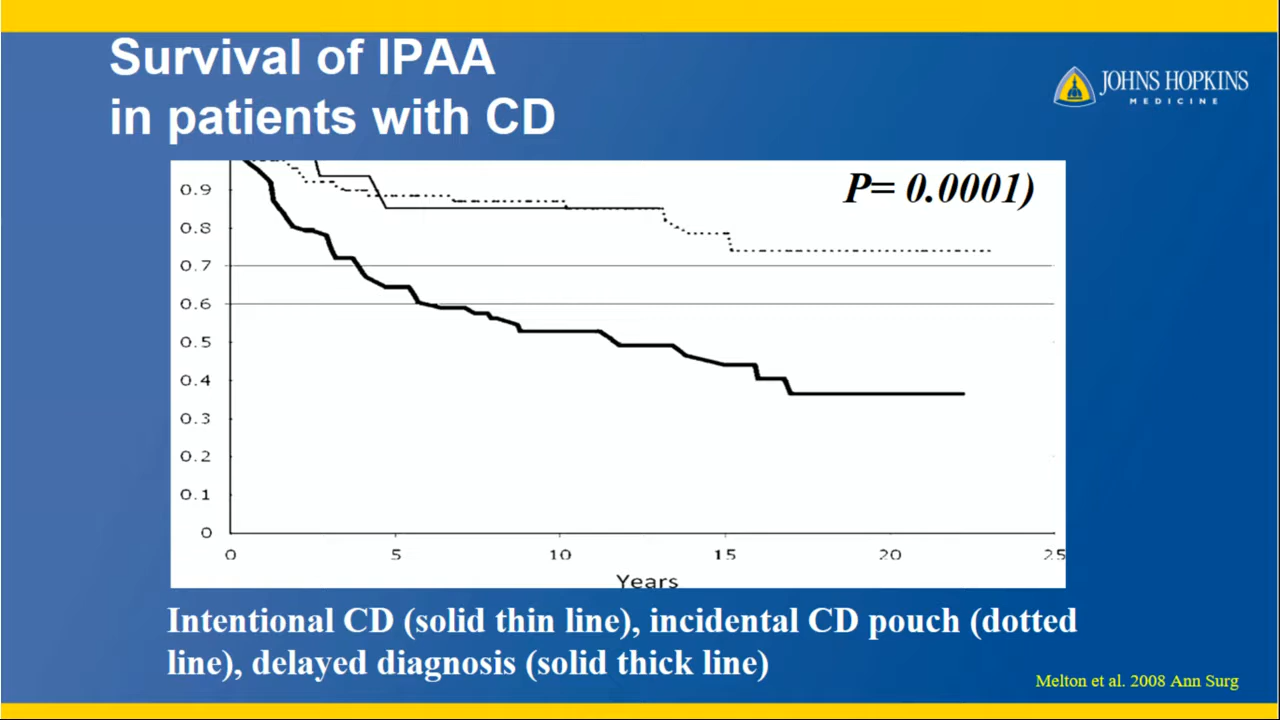 Survival of IPAA
in patients with CD
JOHNS HOPKINS
MEDICINE
P= 0.0001)
0.9
0.8
0.7
0.6
0.5
0.4
0.3
0.2
0.1
0
0 5 10 15 20 25
Years
Intentional CD (solid thin line), incidental CD pouch (dotted
line), delayed diagnosis (solid thick line)
Melton et al. 2008 Ann Surg